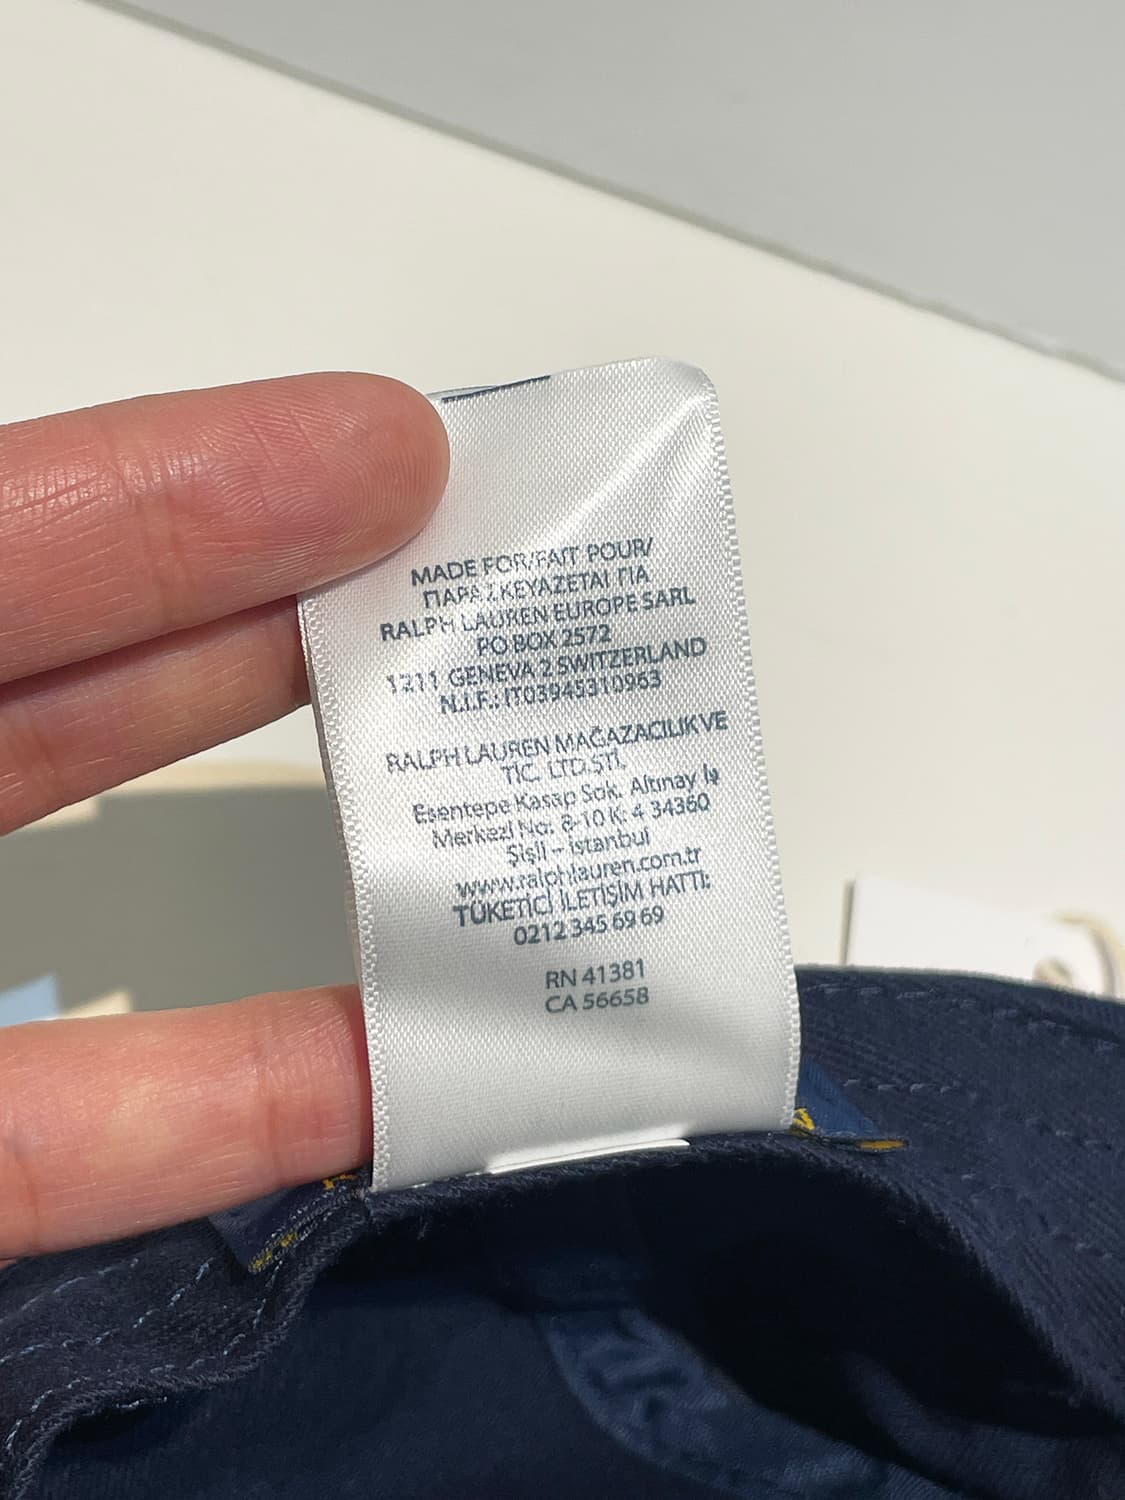 MADE FOR/FAIT POUR/
ΠΑΡΑΣΚΕΥΑΖΕΤΑΙ ΓΙΑ
RALPH LAUREN EUROPE SARL
PO BOX 2572
1211 GENEVA 2 SWITZERLAND
N.I.F.: IT03945310963
RALPH LAUREN MAĞAZACILIK VE
TİC. LTD.ŞTİ.
Esentepe Kasap Sok. Altınay İş
Merkezi No: 8-10 K: 4 34360
Şişli – İstanbul
www.ralphlauren.com.tr
TÜKETİCİ İLETİŞİM HATTI:
0212 345 69 69
RN 41381
CA 56658